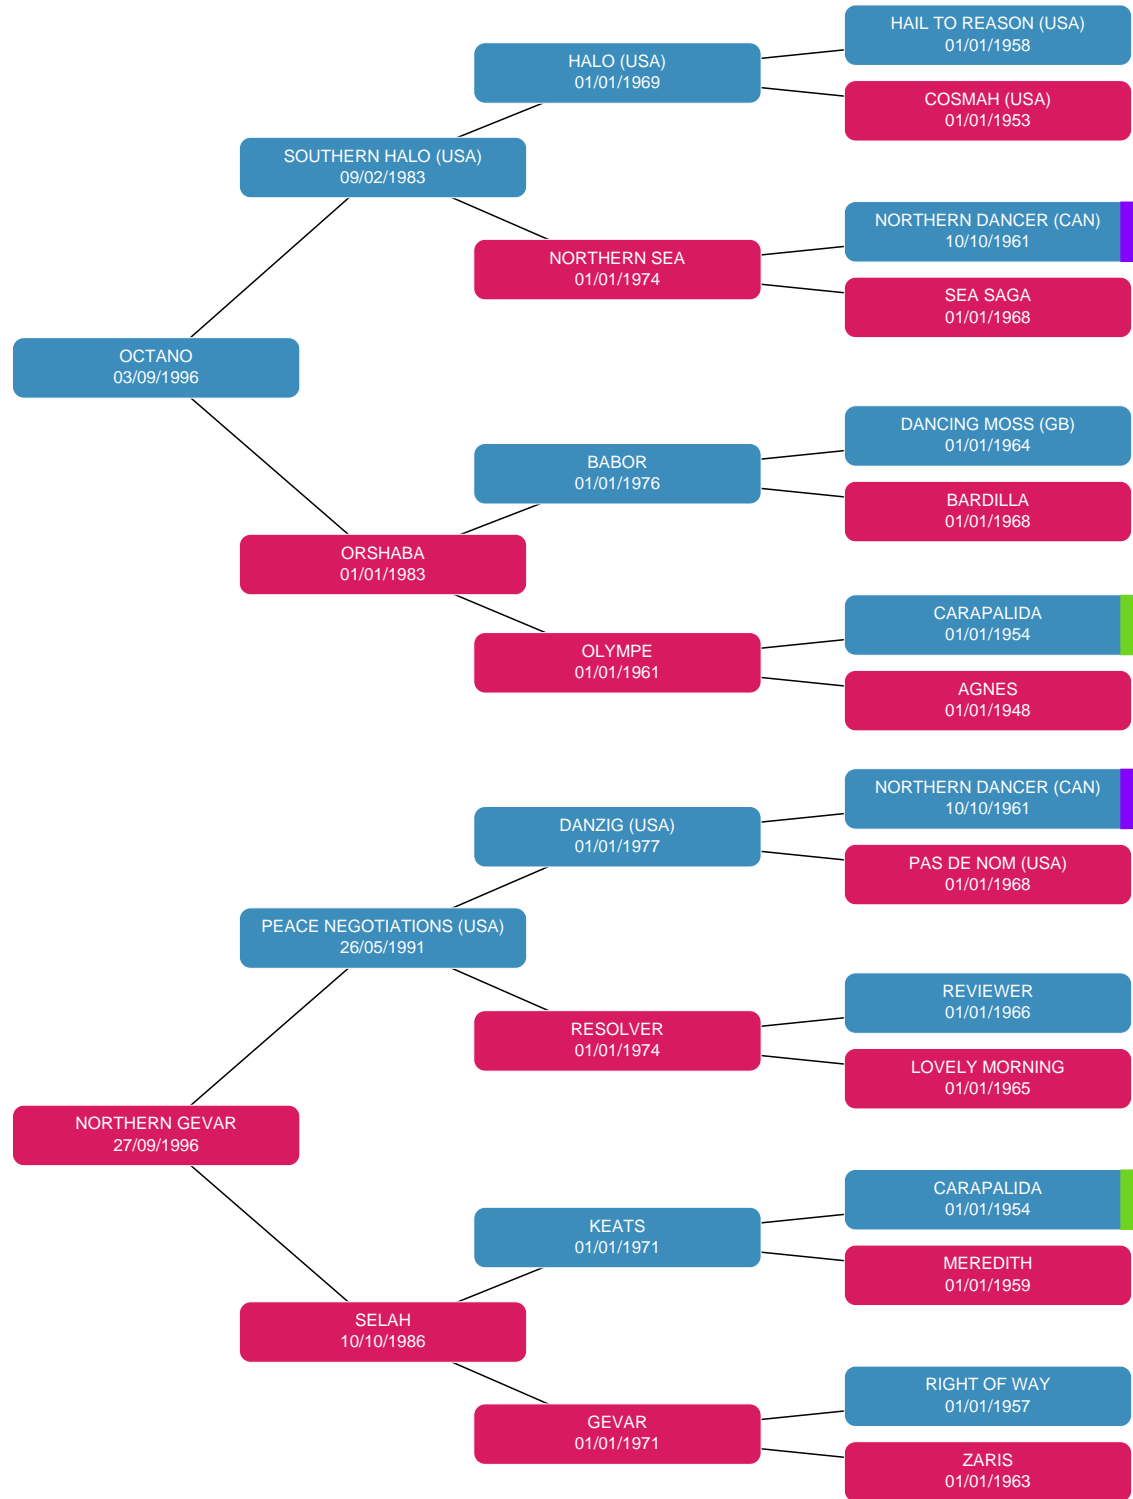 HAIL TO REASON (USA)
01/01/1958
HALO (USA)
01/01/1969
COSMAH (USA)
01/01/1953
SOUTHERN HALO (USA)
09/02/1983
NORTHERN DANCER (CAN)
10/10/1961
NORTHERN SEA
01/01/1974
SEA SAGA
01/01/1968
OCTANO
03/09/1996
DANCING MOSS (GB)
01/01/1964
BABOR
01/01/1976
BARDILLA
01/01/1968
ORSHABA
01/01/1983
CARAPALIDA
01/01/1954
OLYMPE
01/01/1961
AGNES
01/01/1948
NORTHERN DANCER (CAN)
10/10/1961
DANZIG (USA)
01/01/1977
PAS DE NOM (USA)
01/01/1968
PEACE NEGOTIATIONS (USA)
26/05/1991
REVIEWER
01/01/1966
RESOLVER
01/01/1974
LOVELY MORNING
01/01/1965
NORTHERN GEVAR
27/09/1996
CARAPALIDA
01/01/1954
KEATS
01/01/1971
MEREDITH
01/01/1959
SELAH
10/10/1986
RIGHT OF WAY
01/01/1957
GEVAR
01/01/1971
ZARIS
01/01/1963